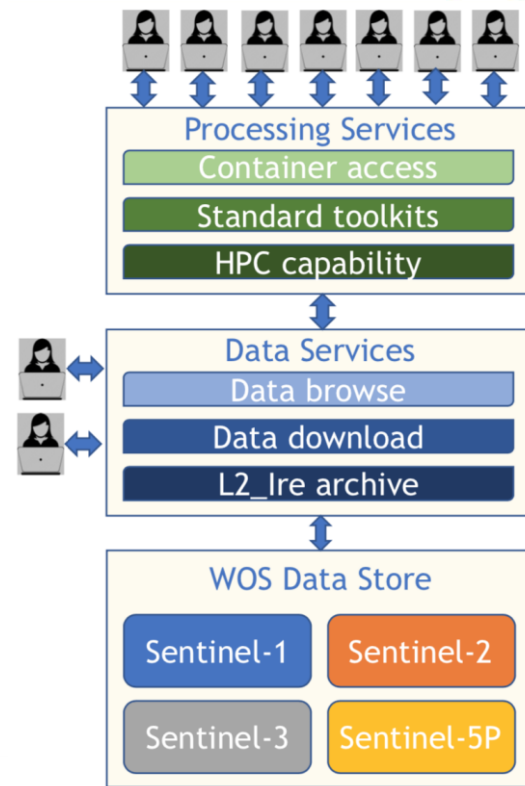 Processing Services
Container access
Standard toolkits
HPC capability
Data Services
Data browse
Data download
L2_Ire archive
WOS Data Store
Sentinel-1
Sentinel-2
Sentinel-3
Sentinel-5P